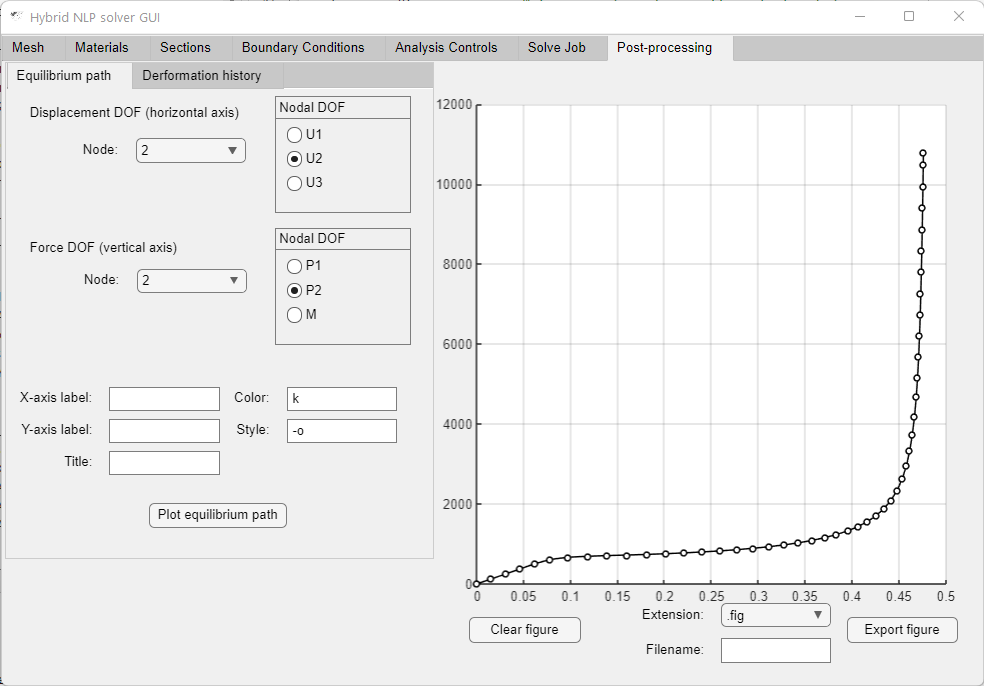 Hybrid NLP solver GUI
Mesh Materials Sections Boundary Conditions Analysis Controls Solve Job Post-processing
Equilibrium path Derformation history
Displacement DOF (horizontal axis)
Node: 2
Nodal DOF
U1
U2
U3
Force DOF (vertical axis)
Node: 2
Nodal DOF
P1
P2
M
X-axis label: Color: k
Y-axis label: Style: -o
Title:
Plot equilibrium path
12000
10000
8000
6000
4000
2000
0
0 0.05 0.1 0.15 0.2 0.25 0.3 0.35 0.4 0.45 0.5
Clear figure
Extension: .fig
Filename:
Export figure